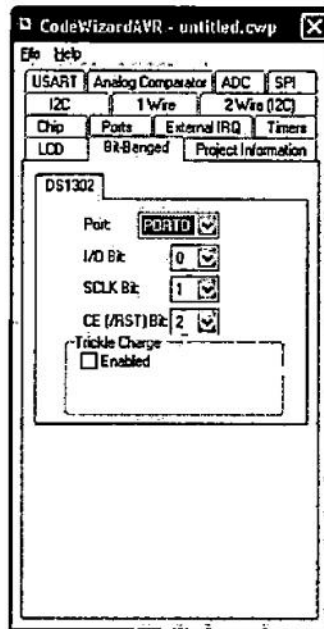 CodeWizardAVR - untitled.cwp
File Help
USART Analog Comparator ADC SPI
I2C 1 Wire 2 Wire (I2C)
Chip Ports External IRQ Timers
LCD Bit-Banged Project Information
DS1302
Port: PORTD
I/O Bit: 0
SCLK Bit: 1
CE (/RST) Bit: 2
Trickle Charge
Enabled